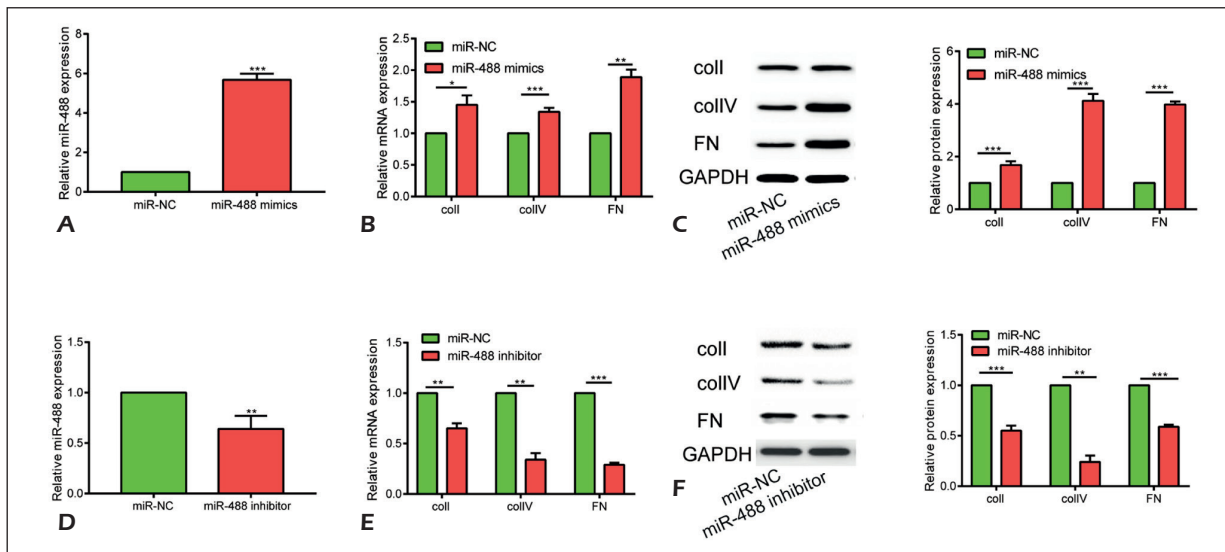 Relative miR-488 expression
8
6
4
2
0
***
miR-NC
miR-488 mimics
A
miR-NC
miR-488 mimics
Relative mRNA expression
2.5
2.0
1.5
1.0
0.5
0.0
*
***
**
colI
colIV
FN
B
colI
colIV
FN
GAPDH
miR-NC
miR-488 mimics
C
miR-NC
miR-488 mimics
Relative protein expression
6
4
2
0
***
***
***
colI
colIV
FN
Relative miR-488 expression
1.5
1.0
0.5
0.0
**
miR-NC
miR-488 inhibitor
D
miR-NC
miR-488 inhibitor
Relative mRNA expression
1.5
1.0
0.5
0.0
**
**
***
colI
colIV
FN
E
colI
colIV
FN
GAPDH
miR-NC
miR-488 inhibitor
F
miR-NC
miR-488 inhibitor
Relative protein expression
1.5
1.0
0.5
0.0
***
**
***
colI
colIV
FN